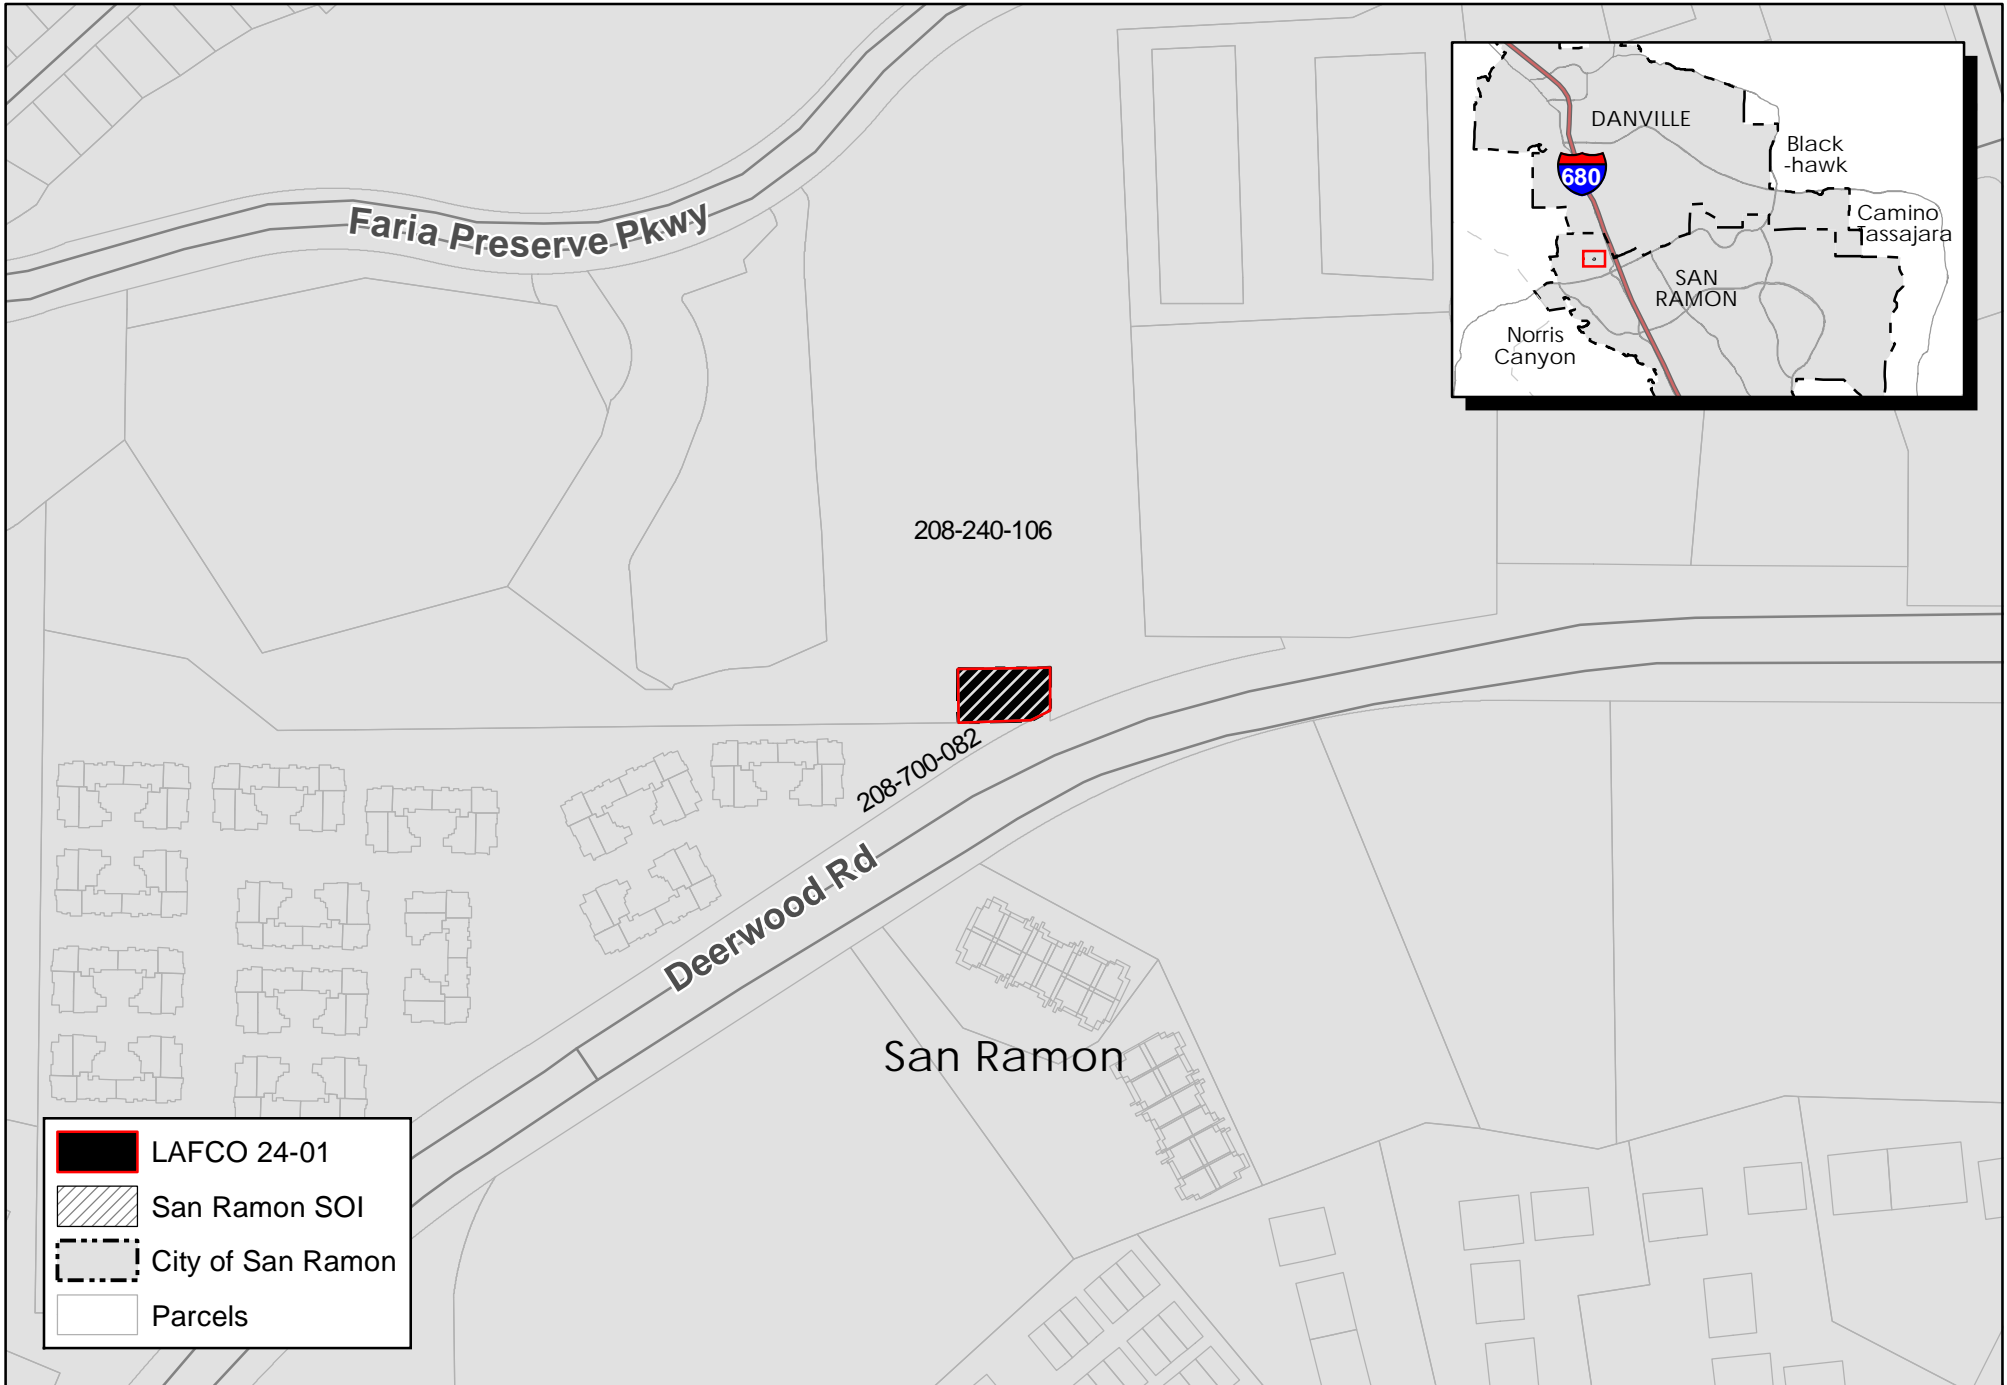 DANVILLE
Black
-hawk
680
Camino
Tassajara
SAN
RAMON
Norris
Canyon
Faria Preserve Pkwy
208-240-106
208-700-082
Deerwood Rd
San Ramon
LAFCO 24-01
San Ramon SOI
City of San Ramon
Parcels